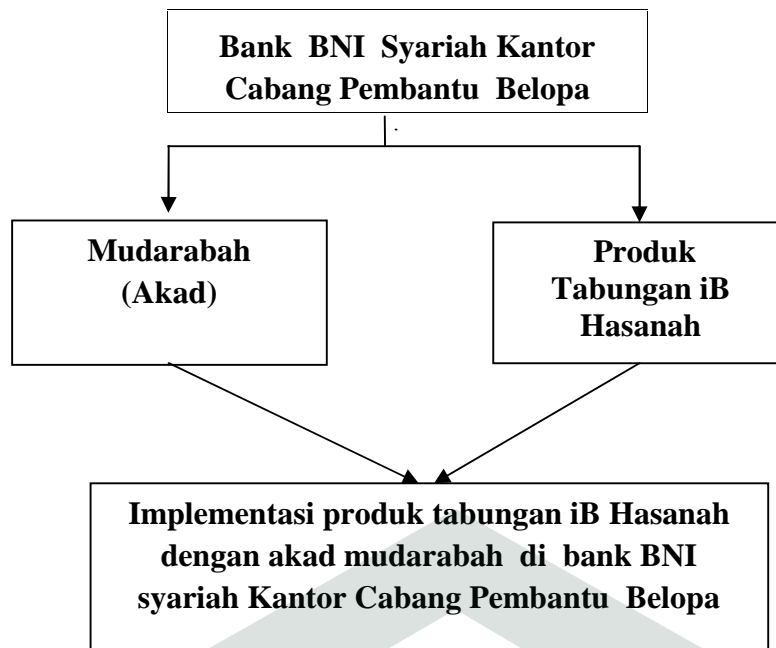 Bank BNI Syariah Kantor
Cabang Pembantu Belopa
Mudarabah
(Akad)
Produk
Tabungan iB
Hasanah
Implementasi produk tabungan iB Hasanah
dengan akad mudarabah di bank BNI
syariah Kantor Cabang Pembantu Belopa